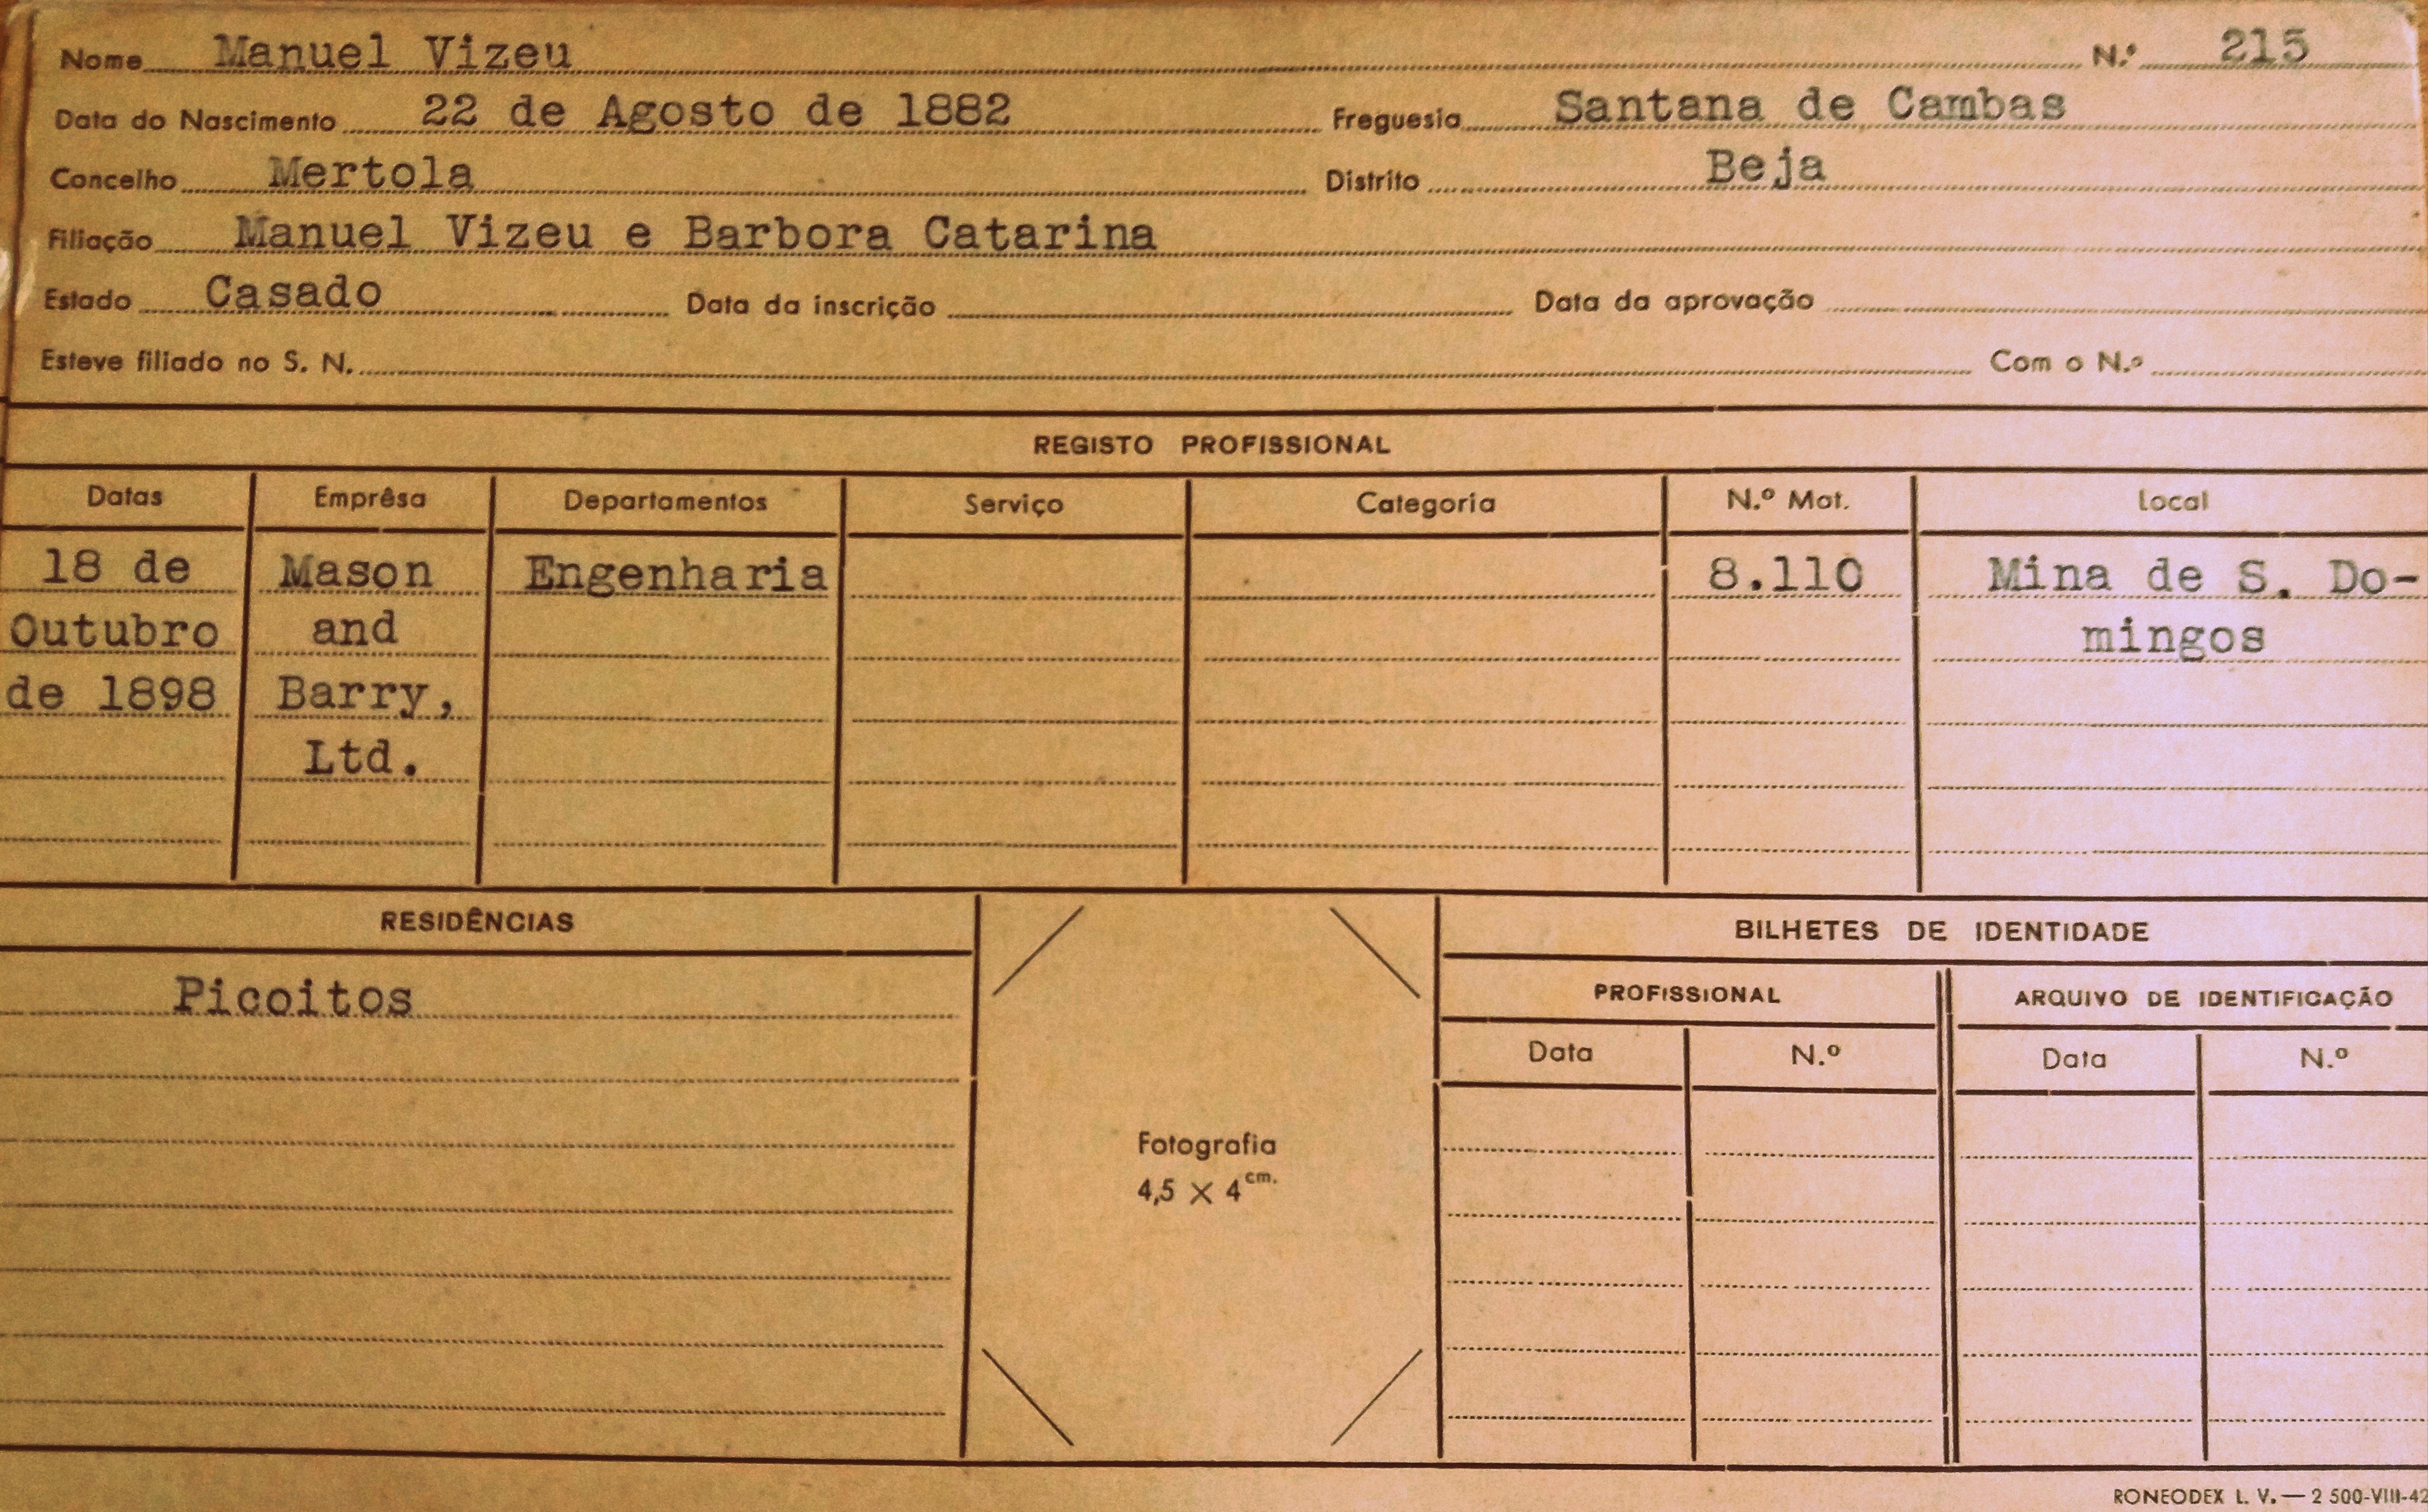 Nome Manuel Vizeu N.º 215
Data do Nascimento 22 de Agosto de 1882 Freguesia Santana de Cambas
Concelho Mertola Distrito Beja
Filiação Manuel Vizeu e Barbora Catarina
Estado Casado Data da inscrição Data da aprovação
Esteve filiado no S. N. Com o N.º
REGISTO PROFISSIONAL
Datas Emprêsa Departamentos Serviço Categoria N.º Mat. Local
18 de Mason Engenharia 8.110 Mina de S. Do-
Outubro and mingos
de 1898 Barry,
Ltd.
RESIDÊNCIAS BILHETES DE IDENTIDADE
Picoitos PROFISSIONAL ARQUIVO DE IDENTIFICAÇÃO
Data N.º Data N.º
Fotografia
4,5 × 4 cm.
RONEODEX L. V. — 2 500-VIII-42